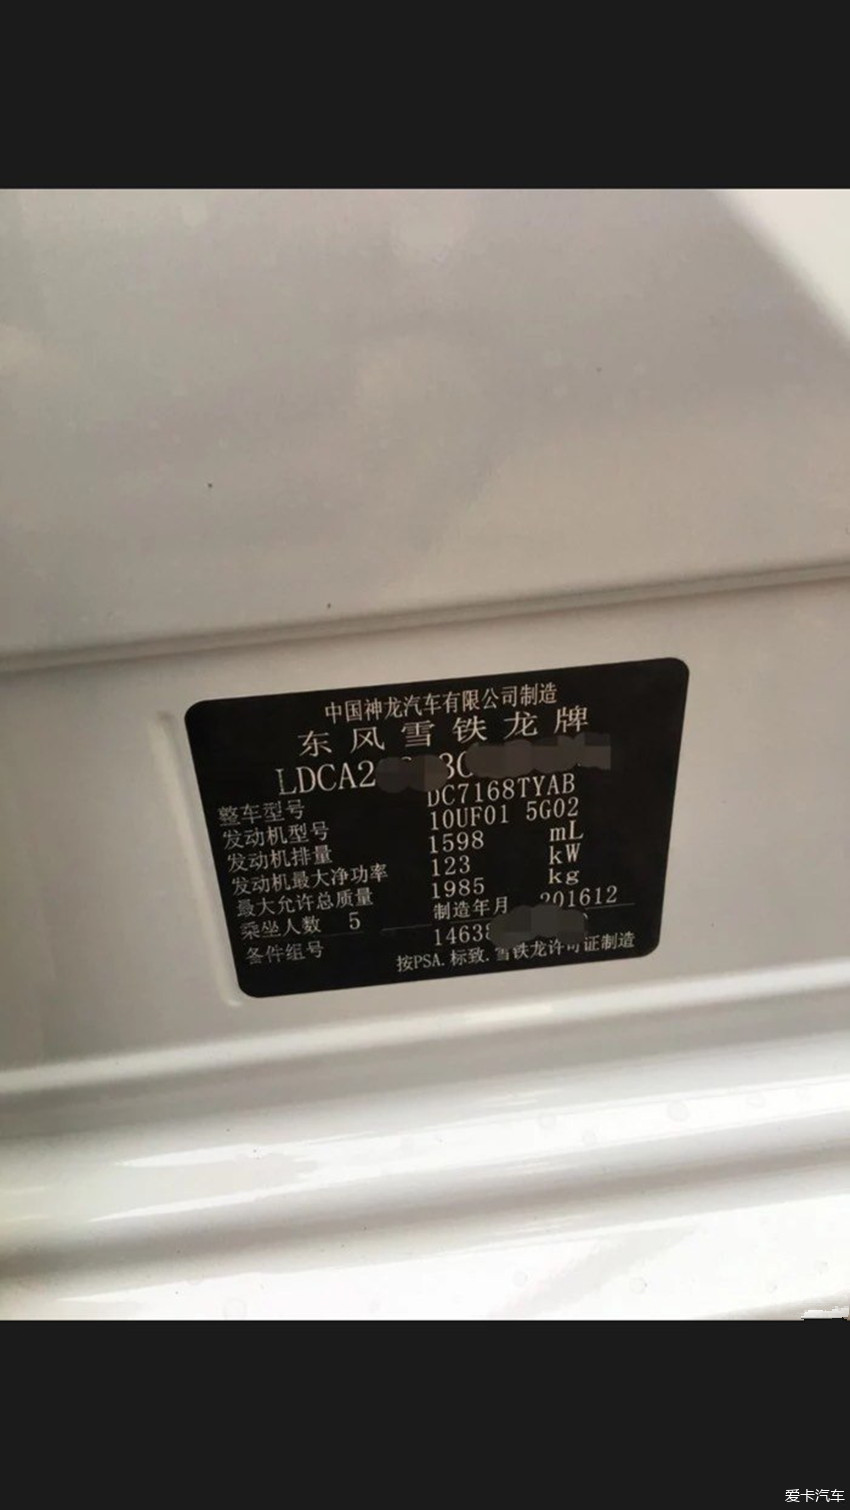 中国神龙汽车有限公司制造
东风雪铁龙牌
LDCA2
整车型号 DC7168TYAB
发动机型号 10UF01 5G02
发动机排量 1598 mL
发动机最大净功率 123 kW
最大允许总质量 1985 kg
乘坐人数 5 制造年月 201612
备件组号 1463
按PSA.标致.雪铁龙许可证制造
爱卡汽车